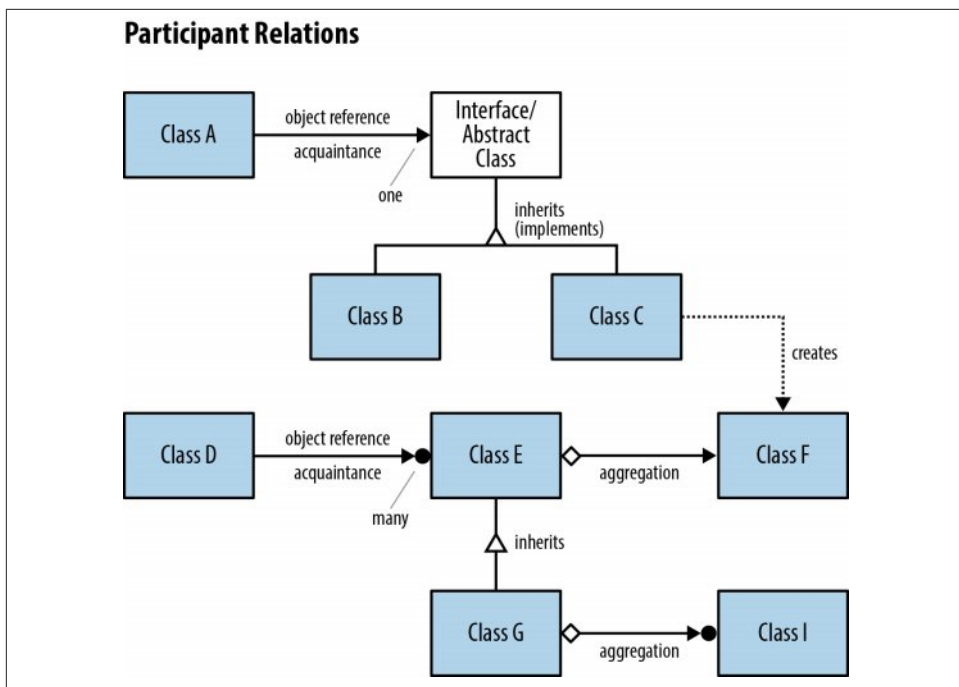 Participant Relations
Class A
object reference
acquaintance
one
Interface/
Abstract
Class
inherits
(implements)
Class B
Class C
creates
Class D
object reference
acquaintance
many
Class E
aggregation
Class F
inherits
Class G
aggregation
Class I